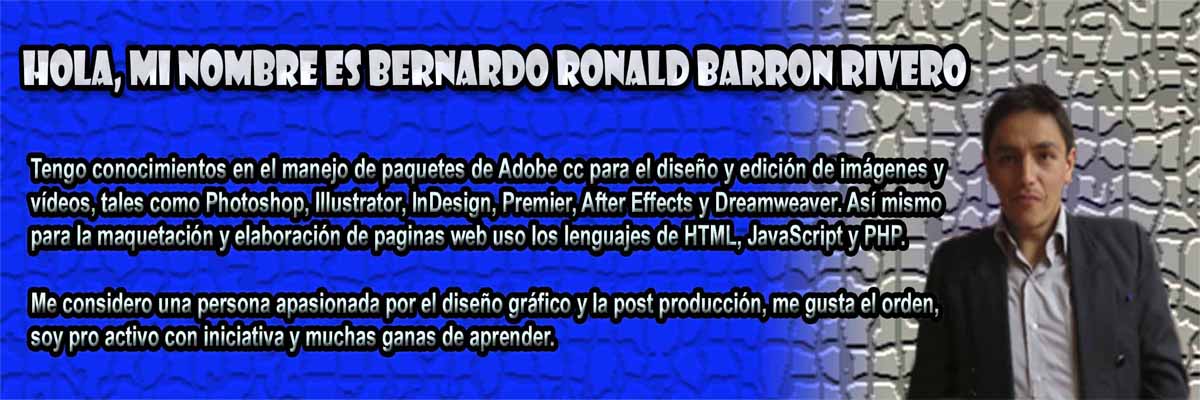 HOLA, MI NOMBRE ES BERNARDO RONALD BARRON RIVERO
Tengo conocimientos en el manejo de paquetes de Adobe cc para el diseño y edición de imágenes y
vídeos, tales como Photoshop, Illustrator, InDesign, Premier, After Effects y Dreamweaver. Así mismo
para la maquetación y elaboración de paginas web uso los lenguajes de HTML, JavaScript y PHP.
Me considero una persona apasionada por el diseño gráfico y la post producción, me gusta el orden,
soy pro activo con iniciativa y muchas ganas de aprender.